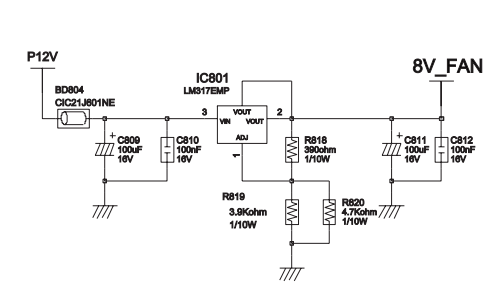 P12V
8V_FAN
BD804
CIC21J601NE
IC801
LM317EMP
3
VIN
VOUT
VOUT
ADJ
2
1
C809
100uF
16V
C810
100nF
16V
R818
390ohm
1/10W
C811
100uF
16V
C812
100nF
16V
R819
3.9Kohm
1/10W
R820
4.7Kohm
1/10W